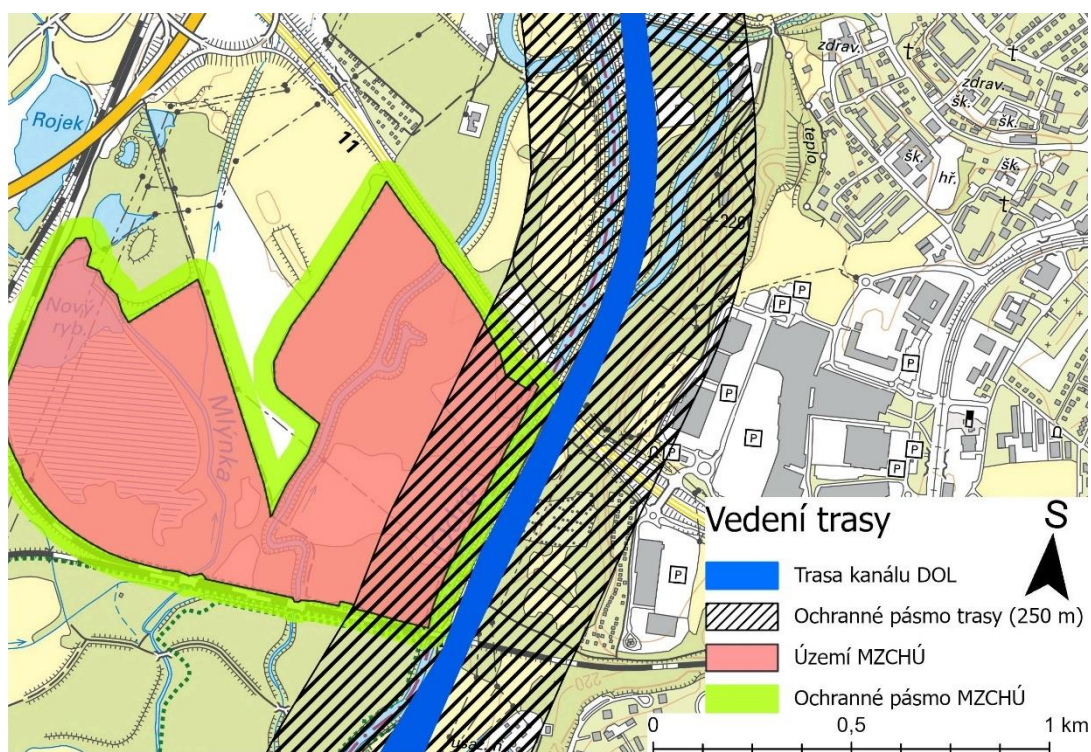 Rojek
11
zdrav.
zdrav.
šk.
šk.
šk.
šk.
hř.
teplo
220
Nový
ryb.
Mlýnka
P
P
P
P
P
P
P
P
P
220
Vedení trasy
S
Trasa kanálu DOL
Ochranné pásmo trasy (250 m)
Území MZCHÚ
Ochranné pásmo MZCHÚ
0
0,5
1 km